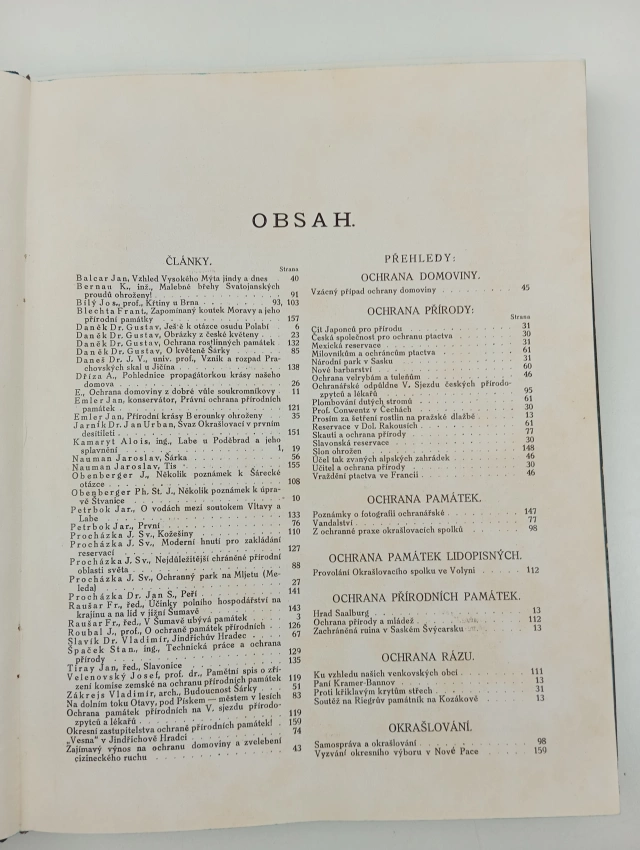 OBSAH.
ČLÁNKY.
Strana
Balcar Jan, Vzhled Vysokého Mýta jindy a dnes 40
Bernau K., inž., Malebné břehy Svatojanských
proudů ohroženy! 91
Bílý Jos., prof., Křtiny u Brna 93, 103
Blechta Frant., Zapomínaný koutek Moravy a jeho
přírodní památky 157
Daněk Dr. Gustav, Ješ ě k otázce osudu Polabí 6
Daněk Dr. Gustav, Obrázky z české květeny 23
Daněk Dr. Gustav, Ochrana rostlinných památek 132
Daněk Dr. Gustav, O květeně Šárky 85
Daneš Dr. J. V., univ. prof., Vznik a rozpad Pra-
chovských skal u Jičína 138
Dříza A., Pohlednice propagátorkou krásy našeho
domova 26
E., Ochrana domoviny z dobré vůle soukromníkovy 11
Emler Jan, konservátor, Právní ochrana přírodních
památek 121
Emler Jan, Přírodní krásy Berounky ohroženy 35
Jarník Dr. Jan Urban, Svaz Okrašlovací v prvním
desítiletí 151
Kamaryt Alois, ing., Labe u Poděbrad a jeho
splavnění 1, 19
Nauman Jaroslav, Šárka 56
Nauman Jaroslav, Tis 155
Obenberger J., Několik poznámek k Šárecké
otázce 108
Obenberger Ph. St. J., Několik poznámek k úpra-
vě Stvanice 10
Petrbok Jar., O vodách mezi soutokem Vltavy a
Labe 133
Petrbok Jar., První 76
Procházka J. Sv., Kožešiny 110
Procházka J. Sv., Moderní hnutí pro zakládání
reservací 127
Procházka J. Sv., Nejdůležitější chráněné přírodní
oblasti světa 88
Procházka J. Sv., Ochranný park na Mljetu (Me-
leda) 27
Procházka Dr. Jan S., Peří 141
Raušar Fr., řed., Účinky polního hospodářství na
krajinu a na lid v jižní Šumavě 143
Raušar Fr., řed., V Šumavě ubývá památek 3
Roubal J., prof., O ochraně památek přírodních 126
Slavík Dr. Vladimír, Jindřichův Hradec 67
Špaček Stan., ing., Technická práce a ochrana
přírody 129
Tíray Jan, řed., Slavonice 135
Velenovský Josef, prof. dr., Pamětní spis o zří-
zení komise zemské na ochranu přírodních památek 119
Zákrejs Vladimír, arch., Budoucnost Šárky 51
Na dolním toku Otavy, pod Pískem — městem v lesích 83
Ochrana památek přírodních na V. sjezdu přírodo-
zpytců a lékařů 119
Okresní zastupitelstva ochraně přírodních památek! 159
„Vesna" v Jindřichově Hradci 74
Zajímavý výnos na ochranu domoviny a zvelebení
cizineckého ruchu 43
PŘEHLEDY:
OCHRANA DOMOVINY.
Vzácný případ ochrany domoviny 45
OCHRANA PŘÍRODY:
Strana
Cit Japonců pro přírodu 31
Česká společnost pro ochranu ptactva 30
Mexická reservace 31
Milovníkům a ochráncům ptactva 61
Národní park v Sasku 31
Nové barbarství 60
Ochrana velrybám a tuleňům 46
Ochranářské odpůldne V. Sjezdu českých přírodo-
zpytců a lékařů 95
Plombování dutých stromů 61
Prof. Conwentz v Čechách 30
Prosím za šetření rostlin na pražské dlažbě 13
Reservace v Dol. Rakousích 61
Skauti a ochrana přírody 77
Slavonská reservace 30
Slon ohrožen 148
Účel tak zvaných alpských zahrádek 46
Učitel a ochrana přírody 30
Vraždění ptactva ve Francii 46
OCHRANA PAMÁTEK.
Poznámky o fotografii ochranářské 147
Vandalství 77
Z ochranné praxe okrašlovacích spolků 98
OCHRANA PAMÁTEK LIDOPISNÝCH.
Provolání Okrašlovacího spolku ve Volyni 112
OCHRANA PŘÍRODNÍCH PAMÁTEK.
Hrad Saalburg 13
Ochrana přírody a mládež 112
Zachráněná ruina v Saském Švýcarsku 13
OCHRANA RÁZU.
Ku vzhledu našich venkovských obcí 111
Paní Kramer-Bannov 13
Proti křiklavým krytům střech 31
Soutěž na Riegrův památník na Kozákově 13
OKRAŠLOVÁNÍ.
Samospráva a okrašlování 98
Vyzvání okresního výboru v Nové Pace 159